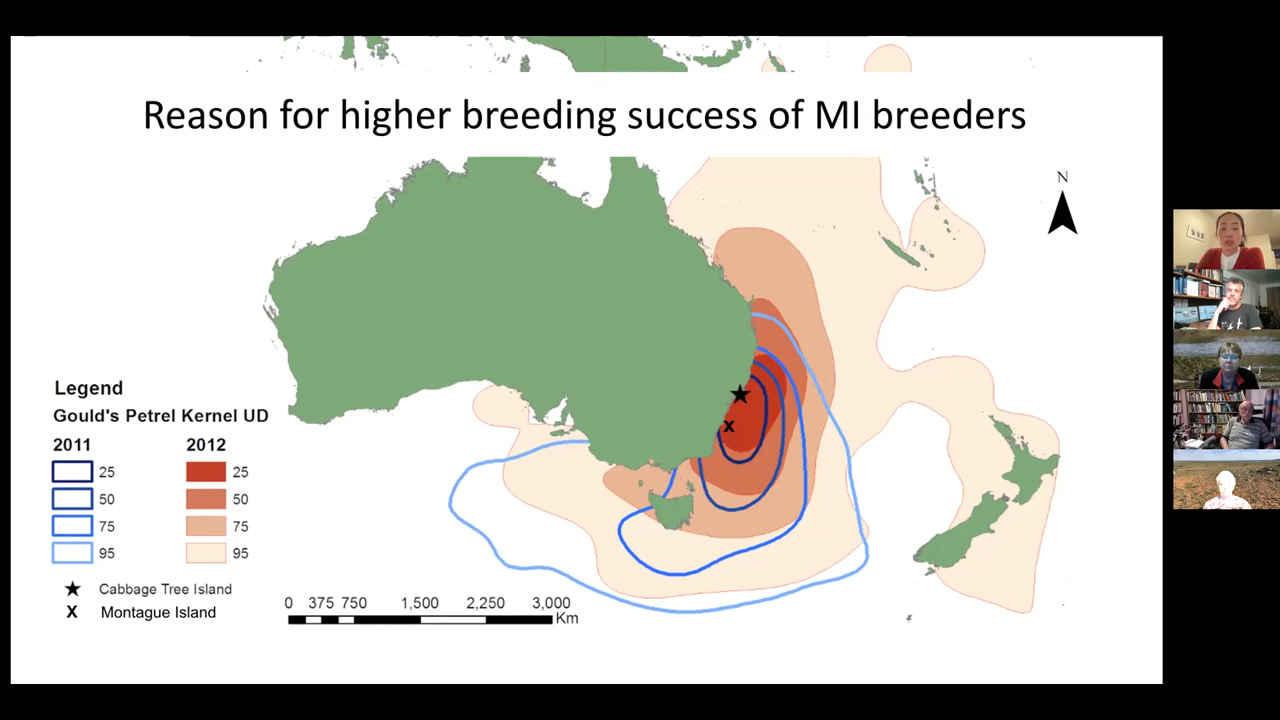 Reason for higher breeding success of MI breeders
N
Legend
Gould's Petrel Kernel UD
2011 2012
25 25
50 50
75 75
95 95
★ Cabbage Tree Island
x Montague Island
0 375 750 1,500 2,250 3,000
Km
x